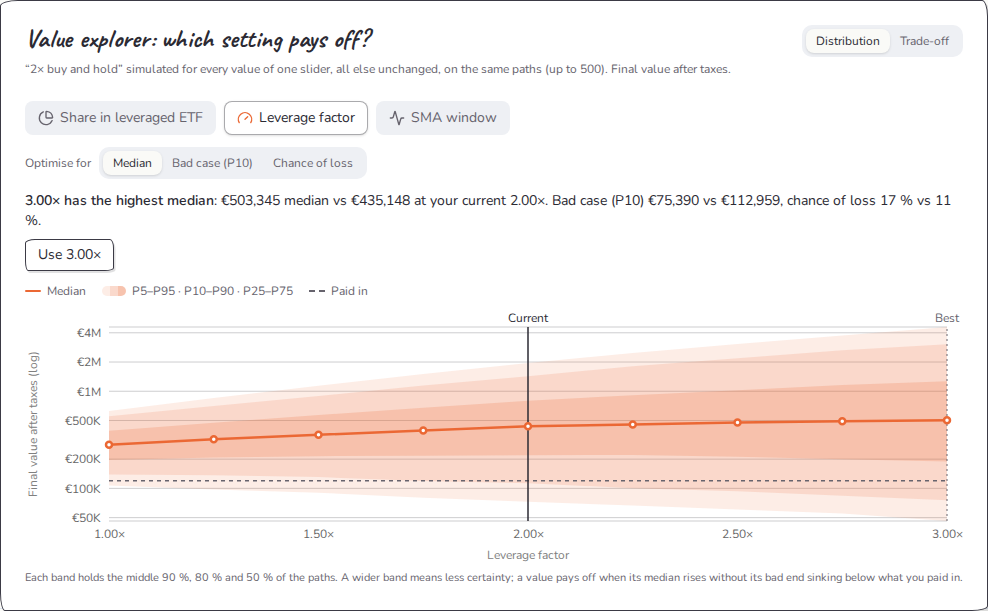 Value explorer: which setting pays off?
Distribution Trade-off
“2× buy and hold” simulated for every value of one slider, all else unchanged, on the same paths (up to 500). Final value after taxes.
Share in leveraged ETF Leverage factor SMA window
Optimise for Median Bad case (P10) Chance of loss
3.00× has the highest median: €503,345 median vs €435,148 at your current 2.00×. Bad case (P10) €75,390 vs €112,959, chance of loss 17 % vs 11
%.
Use 3.00×
Median P5–P95 · P10–P90 · P25–P75 Paid in
Current Best
Final value after taxes (log)
€4M
€2M
€1M
€500K
€200K
€100K
€50K
1.00× 1.50× 2.00× 2.50× 3.00×
Leverage factor
Each band holds the middle 90 %, 80 % and 50 % of the paths. A wider band means less certainty; a value pays off when its median rises without its bad end sinking below what you paid in.